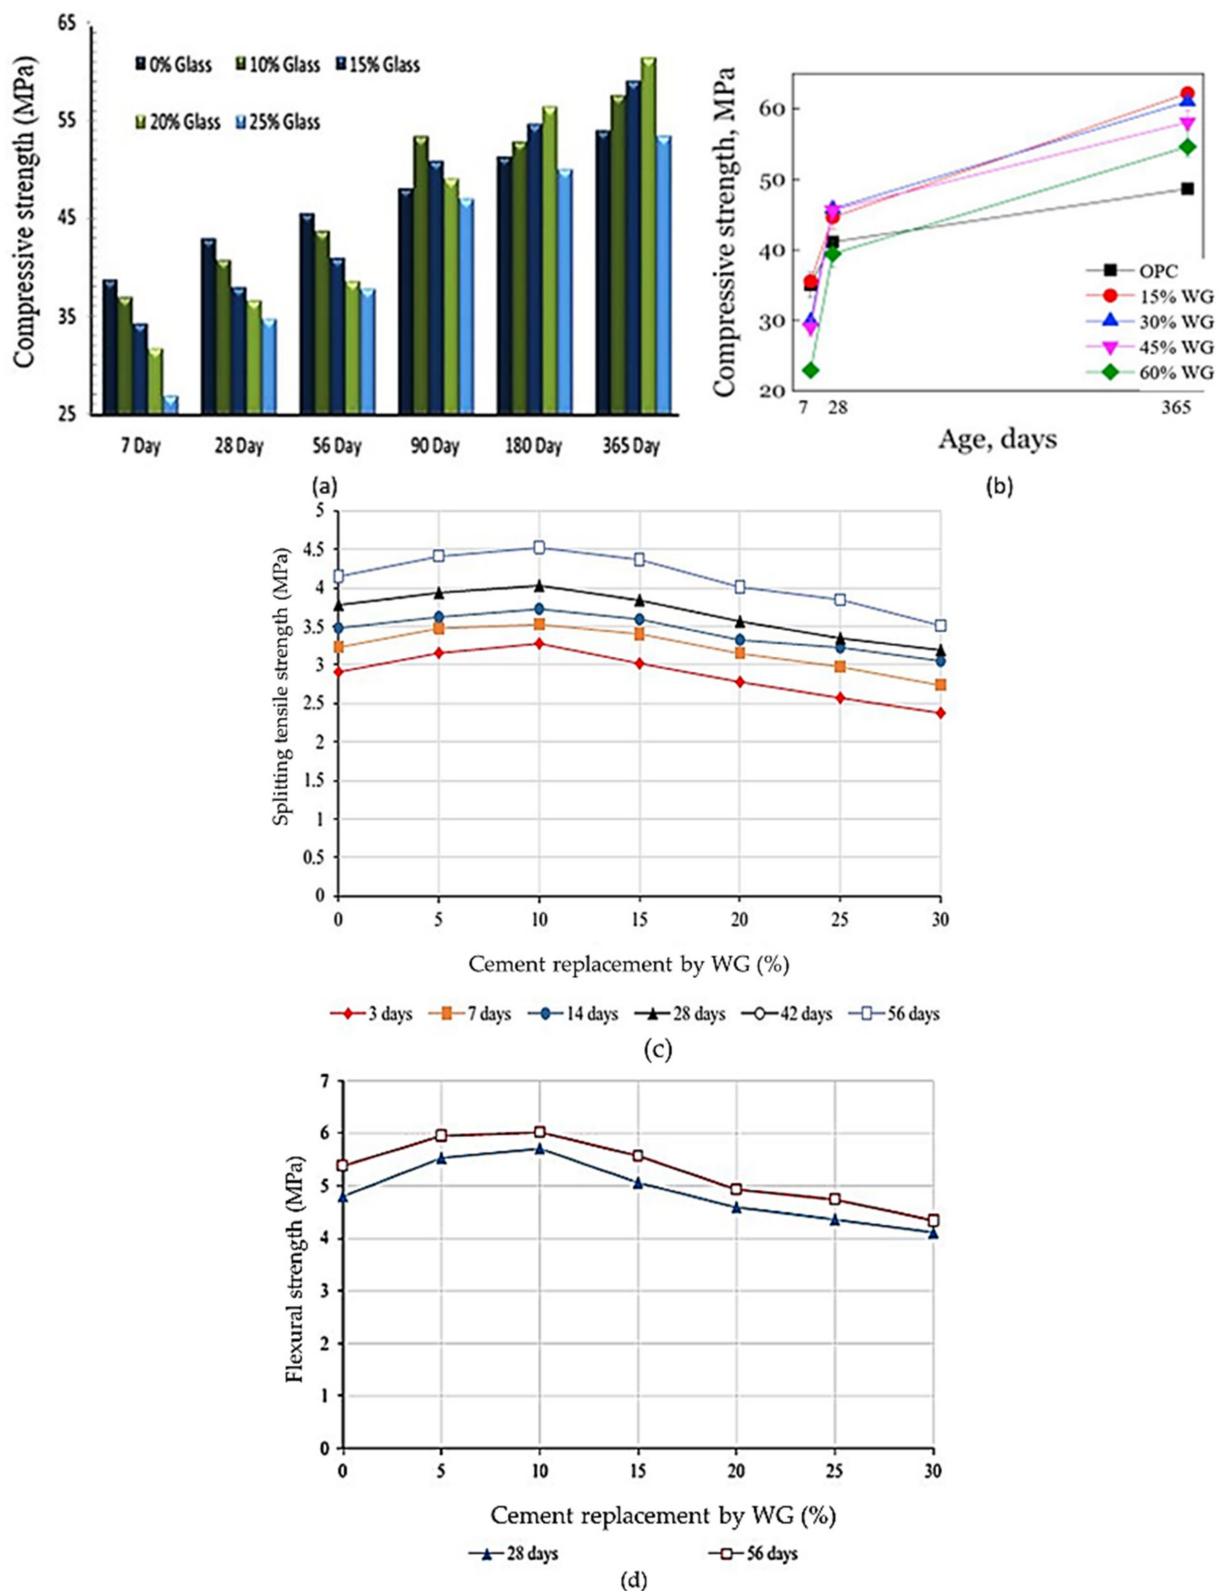 Compressive strength (MPa)
65
55
45
35
25
0% Glass 10% Glass 15% Glass
20% Glass 25% Glass
7 Day 28 Day 56 Day 90 Day 180 Day 365 Day
(a)
Compressive strength, MPa
60
50
40
30
20
OPC
15% WG
30% WG
45% WG
60% WG
7 28 365
Age, days
(b)
Splitting tensile strength (MPa)
5
4.5
4
3.5
3
2.5
2
1.5
1
0.5
0
0 5 10 15 20 25 30
Cement replacement by WG (%)
3 days 7 days 14 days 28 days 42 days 56 days
(c)
Flexural strength (MPa)
7
6
5
4
3
2
1
0
0 5 10 15 20 25 30
Cement replacement by WG (%)
28 days 56 days
(d)